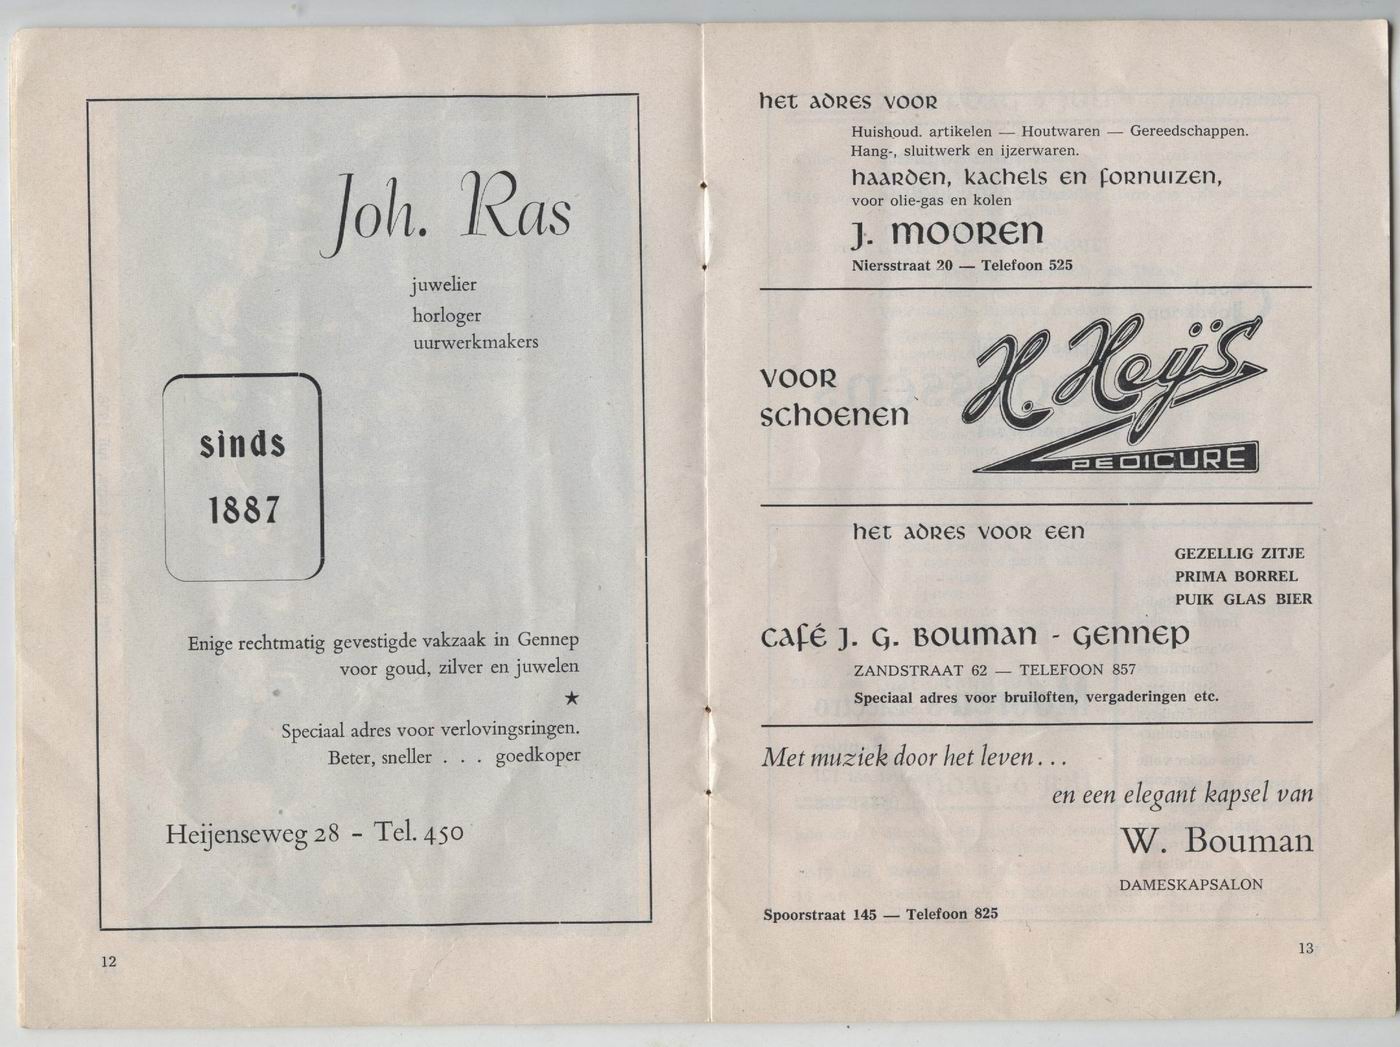 Joh. Ras
juwelier
horloger
uurwerkmakers
sinds
1887
Enige rechtmatig gevestigde vakzaak in Gennep
voor goud, zilver en juwelen
★
Speciaal adres voor verlovingsringen.
Beter, sneller . . . goedkoper
Heijenseweg 28 – Tel. 450
12
het adres voor
Huishoud. artikelen — Houtwaren — Gereedschappen.
Hang-, sluitwerk en ijzerwaren.
haarden, kachels en fornuizen,
voor olie-gas en kolen
J. MOOREN
Niersstraat 20 — Telefoon 525
VOOR
schoenen
H. Heijs
PEDICURE
het adres voor een
GEZELLIG ZITJE
PRIMA BORREL
PUIK GLAS BIER
Café J. G. Bouman - Gennep
ZANDSTRAAT 62 — TELEFOON 857
Speciaal adres voor bruiloften, vergaderingen etc.
Met muziek door het leven . . .
en een elegant kapsel van
W. Bouman
DAMESKAPSALON
Spoorstraat 145 — Telefoon 825
13